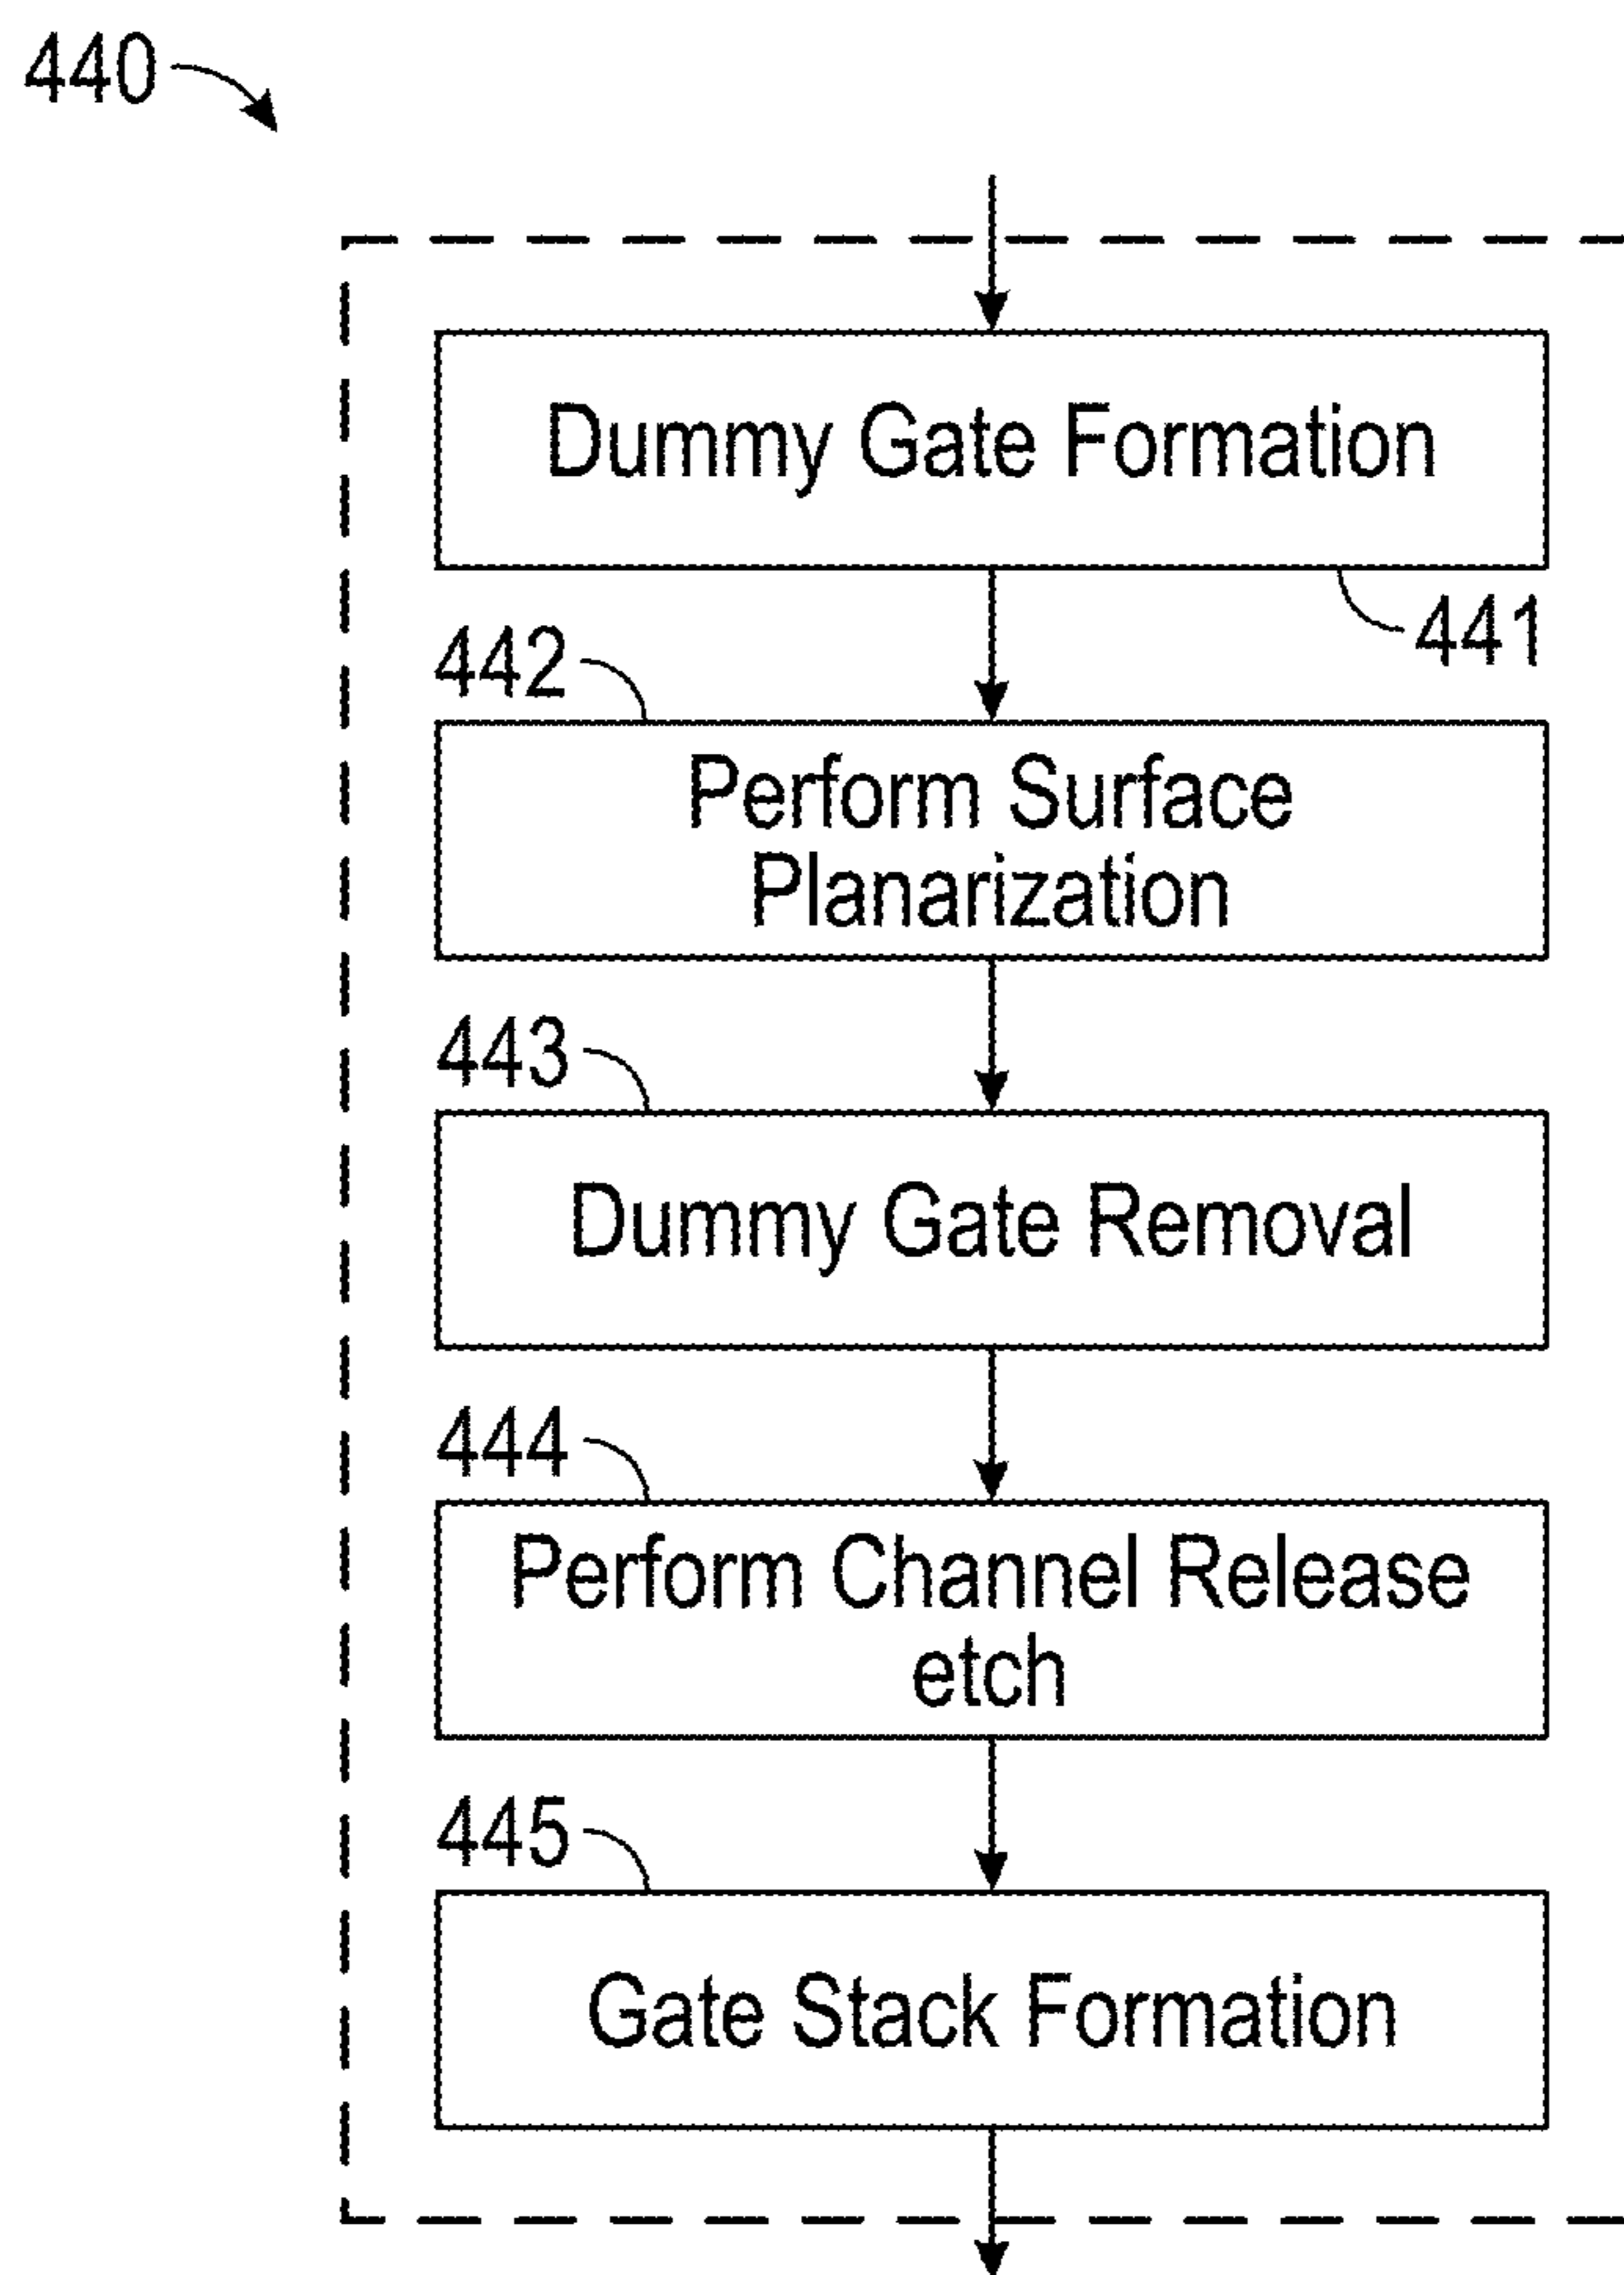 440
Dummy Gate Formation
441
442
Perform Surface
Planarization
443
Dummy Gate Removal
444
Perform Channel Release
etch
445
Gate Stack Formation